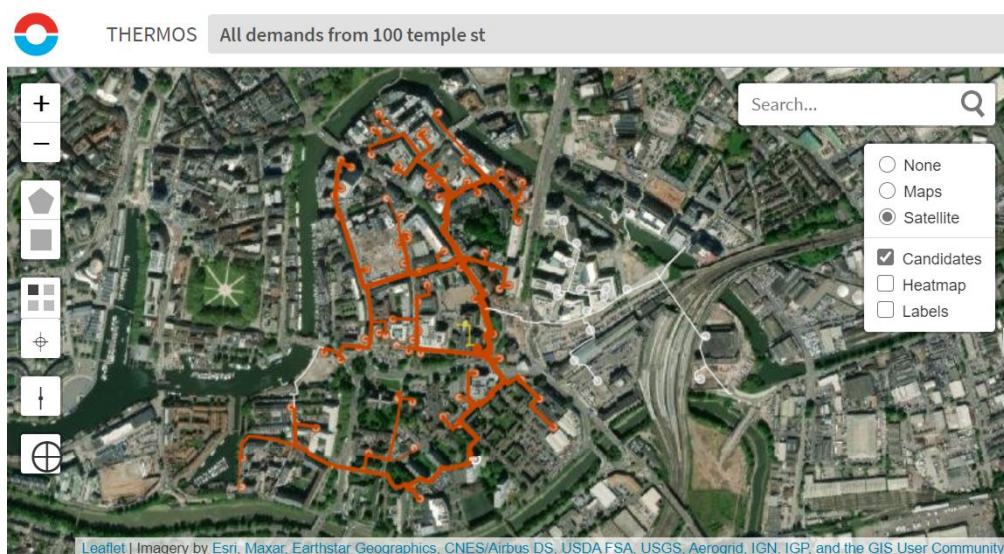 THERMOS
All demands from 100 temple st
+
Search...
−
None
Maps
Satellite
Candidates
Heatmap
Labels
Leaflet | Imagery by Esri, Maxar, Earthstar Geographics, CNES/Airbus DS, USDA FSA, USGS, Aerogrid, IGN, IGP, and the GIS User Community